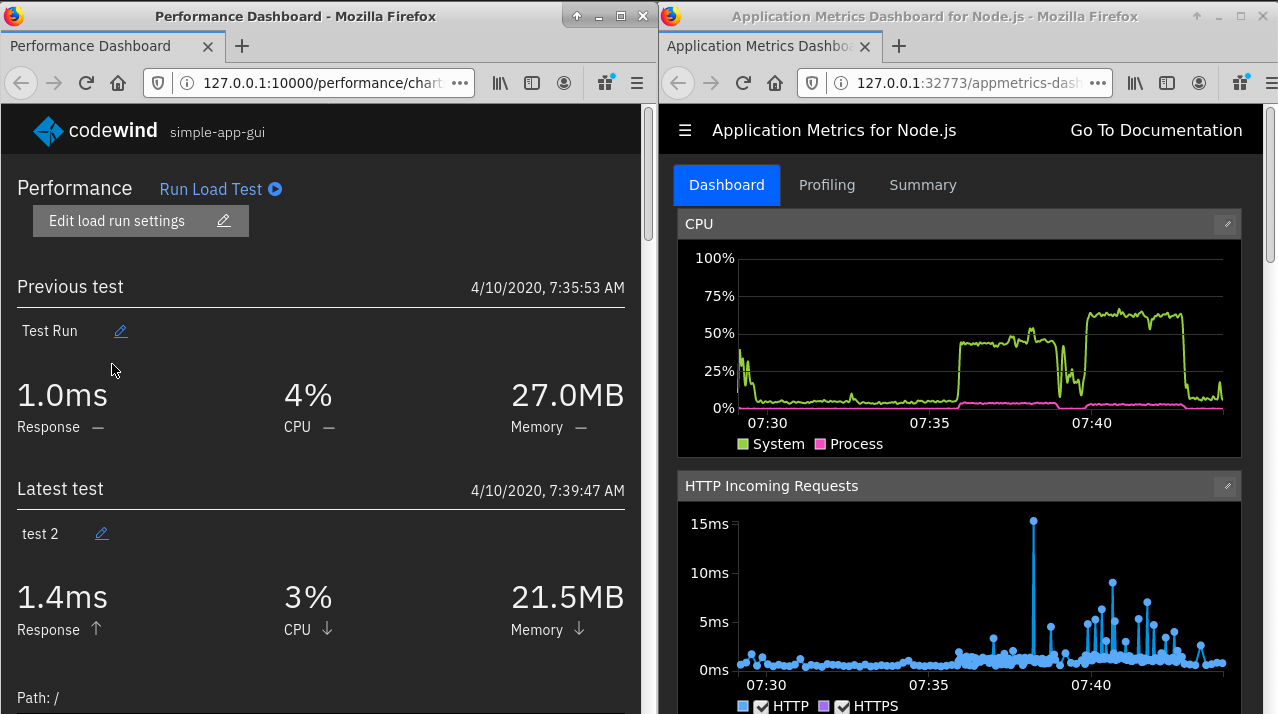 Performance Dashboard - Mozilla Firefox
Performance Dashboard
127.0.0.1:10000/performance/chart
codewind simple-app-gui
Performance Run Load Test
Edit load run settings
Previous test 4/10/2020, 7:35:53 AM
Test Run
1.0ms 4% 27.0MB
Response — CPU — Memory —
Latest test 4/10/2020, 7:39:47 AM
test 2
1.4ms 3% 21.5MB
Response ↑ CPU ↓ Memory ↓
Path: /
Application Metrics Dashboard for Node.js - Mozilla Firefox
Application Metrics Dashbo
127.0.0.1:32773/appmetrics-dash
Application Metrics for Node.js Go To Documentation
Dashboard Profiling Summary
CPU
100%
75%
50%
25%
0%
07:30 07:35 07:40
System Process
HTTP Incoming Requests
15ms
10ms
5ms
0ms
07:30 07:35 07:40
HTTP HTTPS